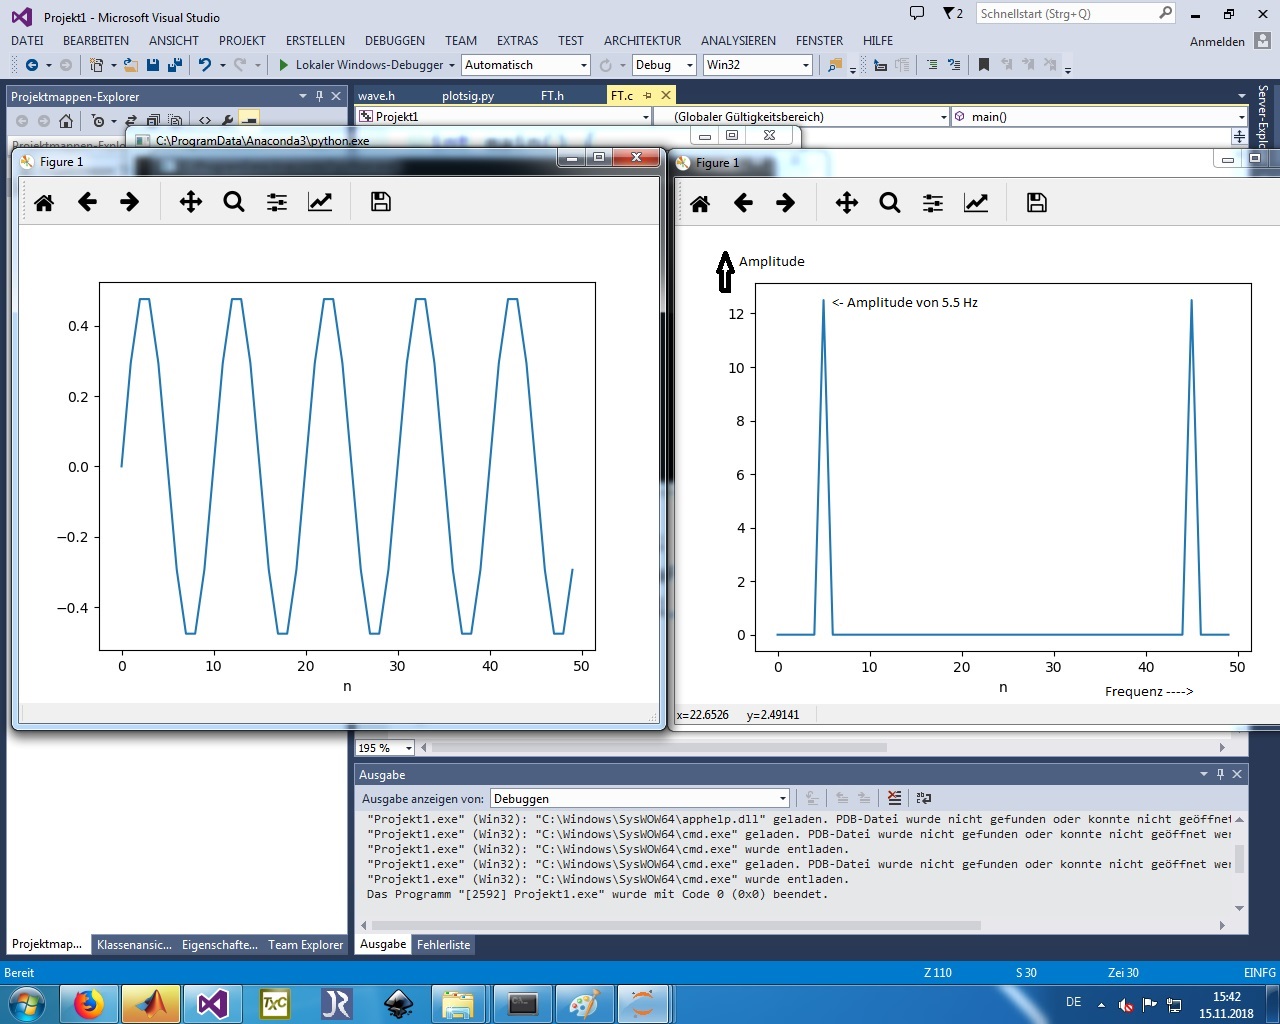 Projekt1 - Microsoft Visual Studio
2
Schnellstart (Strg+Q)
DATEI BEARBEITEN ANSICHT PROJEKT ERSTELLEN DEBUGGEN TEAM EXTRAS TEST ARCHITEKTUR ANALYSIEREN FENSTER HILFE
Anmelden
Lokaler Windows-Debugger Automatisch Debug Win32
Projektmappen-Explorer
wave.h plotsig.py FT.h FT.c
Projekt1 (Globaler Gültigkeitsbereich) main()
Server-Explo
C:\ProgramData\Anaconda3\python.exe
int main() {
Figure 1
0.4
0.2
0.0
−0.2
−0.4
0 10 20 30 40 50
n
Figure 1
Amplitude
<- Amplitude von 5.5 Hz
12
10
8
6
4
2
0
0 10 20 30 40 50
n
Frequenz ---->
x=22.6526 y=2.49141
195 %
Ausgabe
Ausgabe anzeigen von: Debuggen
"Projekt1.exe" (Win32): "C:\Windows\SysWOW64\apphelp.dll" geladen. PDB-Datei wurde nicht gefunden oder konnte nicht geöffnet
"Projekt1.exe" (Win32): "C:\Windows\SysWOW64\cmd.exe" geladen. PDB-Datei wurde nicht gefunden oder konnte nicht geöffnet wer
"Projekt1.exe" (Win32): "C:\Windows\SysWOW64\cmd.exe" wurde entladen.
"Projekt1.exe" (Win32): "C:\Windows\SysWOW64\cmd.exe" geladen. PDB-Datei wurde nicht gefunden oder konnte nicht geöffnet wer
"Projekt1.exe" (Win32): "C:\Windows\SysWOW64\cmd.exe" wurde entladen.
Das Programm "[2592] Projekt1.exe" wurde mit Code 0 (0x0) beendet.
Projektmap... Klassenansic... Eigenschafte... Team Explorer
Ausgabe Fehlerliste
Bereit Z 110 S 30 Zei 30 EINFG
TXC JR
DE
15:42
15.11.2018